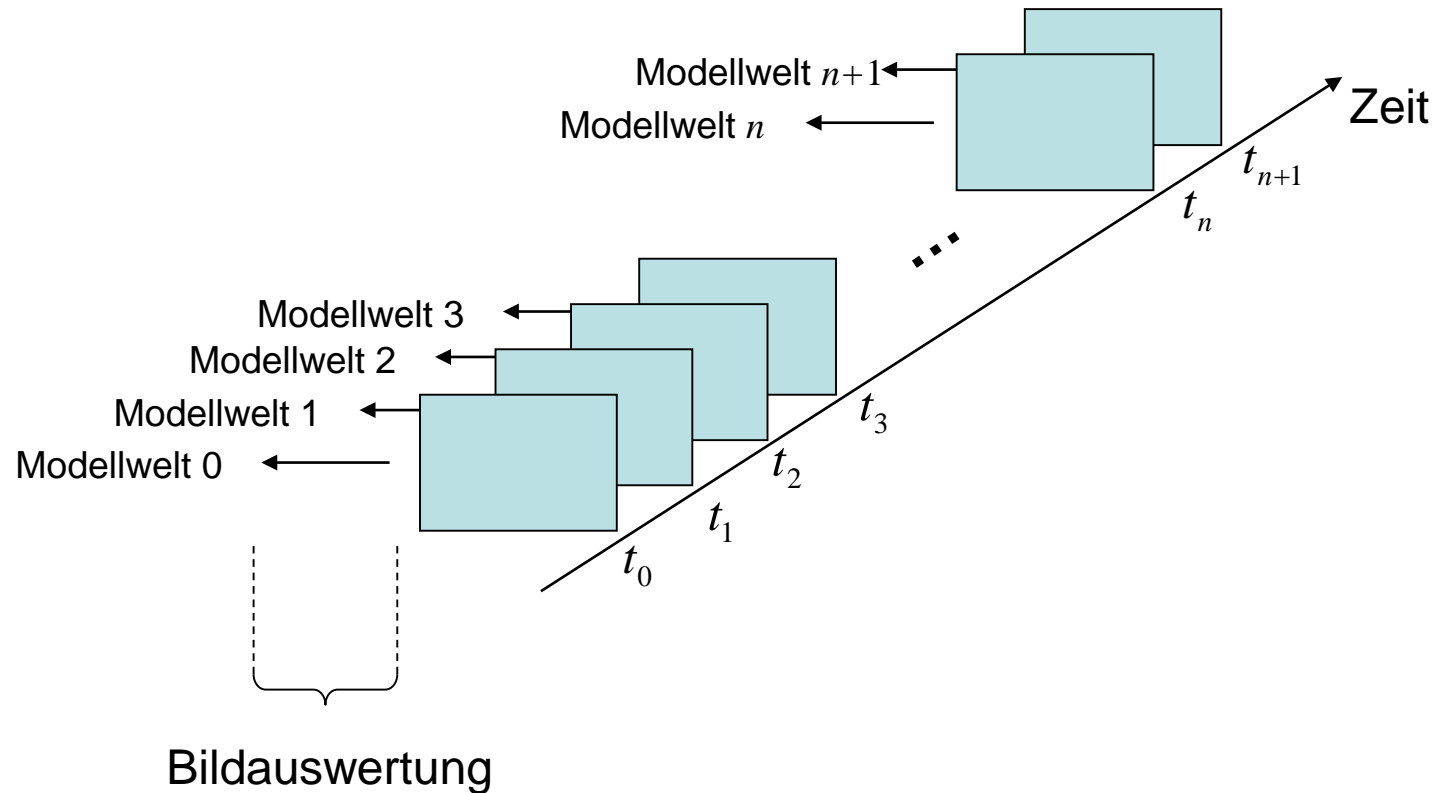 Modellwelt n+1
Modellwelt n
Zeit
t_{n+1}
t_n
Modellwelt 3
Modellwelt 2
Modellwelt 1
Modellwelt 0
t_3
t_2
t_1
t_0
Bildauswertung